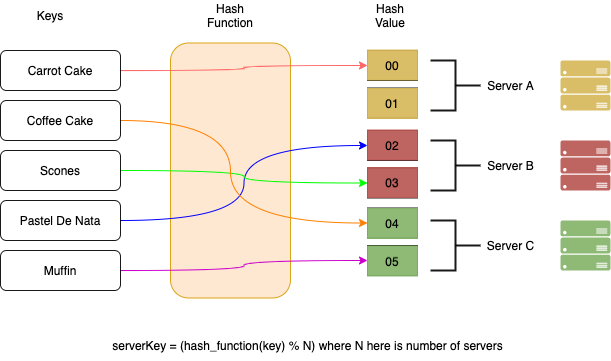 Keys
Hash
Function
Hash
Value
Carrot Cake
00
01
Server A
Coffee Cake
02
Scones
03
Server B
Pastel De Nata
04
Muffin
05
Server C
serverKey = (hash_function(key) % N) where N here is number of servers